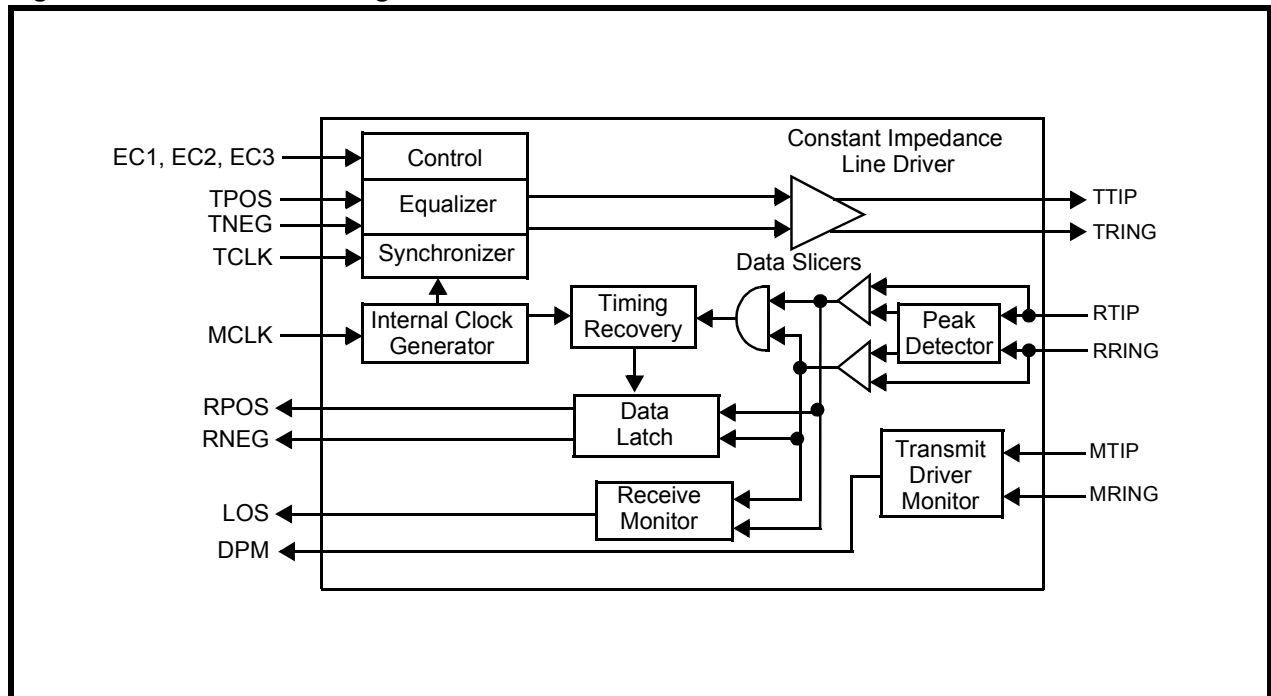 EC1, EC2, EC3
TPOS
TNEG
TCLK
MCLK
RPOS
RNEG
LOS
DPM
Control
Equalizer
Synchronizer
Internal Clock
Generator
Timing
Recovery
Data
Latch
Receive
Monitor
Constant Impedance
Line Driver
Data Slicers
Peak
Detector
Transmit
Driver
Monitor
TTIP
TRING
RTIP
RRING
MTIP
MRING